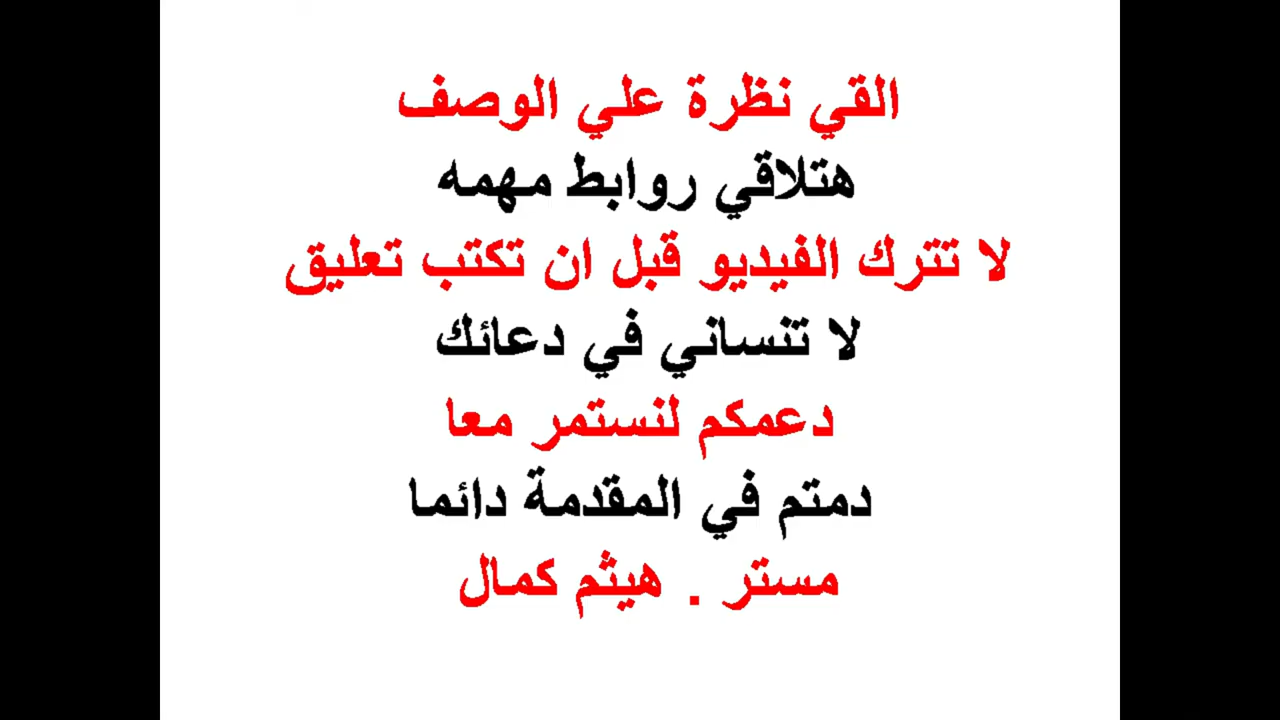 القي نظرة علي الوصف
هتلاقي روابط مهمه
لا تترك الفيديو قبل ان تكتب تعليق
لا تنساني في دعائك
دعمكم لنستمر معا
دمتم في المقدمة دائما
مستر . هيثم كمال